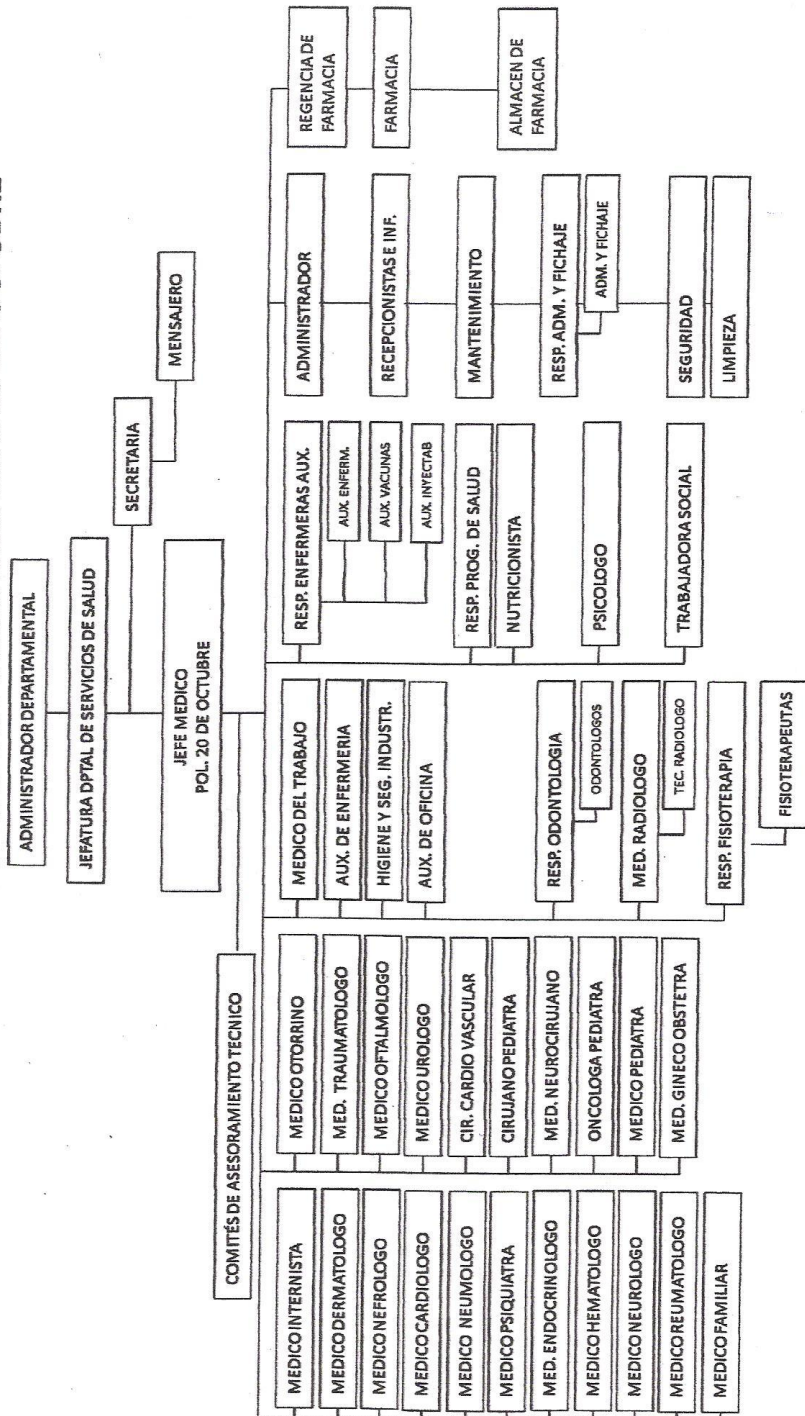 ADMINISTRADOR DEPARTAMENTAL
JEFATURA DPTAL DE SERVICIOS DE SALUD
SECRETARIA
MENSAJERO
JEFE MEDICO
POL. 20 DE OCTUBRE
COMITÉS DE ASESORAMIENTO TECNICO
MEDICO INTERNISTA
MEDICO DERMATOLOGO
MEDICO NEFROLOGO
MEDICO CARDIOLOGO
MEDICO NEUMOLOGO
MEDICO PSIQUIATRA
MED. ENDOCRINOLOGO
MEDICO HEMATOLOGO
MEDICO NEUROLOGO
MEDICO REUMATOLOGO
MEDICO FAMILIAR
MEDICO OTORRINO
MED. TRAUMATOLOGO
MEDICO OFTALMOLOGO
MEDICO UROLOGO
CIR. CARDIO VASCULAR
CIRUJANO PEDIATRA
MED. NEUROCIRUJANO
ONCOLOGA PEDIATRA
MEDICO PEDIATRA
MED. GINECO OBSTETRA
MEDICO DEL TRABAJO
AUX. DE ENFERMERIA
HIGIENE Y SEG. INDUSTR.
AUX. DE OFICINA
RESP. ODONTOLOGIA
ODONTOLOGOS
MED. RADIOLOGO
TEC. RADIOLOGO
RESP. FISIOTERAPIA
FISIOTERAPEUTAS
RESP. ENFERMERAS AUX.
AUX. ENFERM.
AUX. VACUNAS
AUX. INYECTAB
RESP. PROG. DE SALUD
NUTRICIONISTA
PSICOLOGO
TRABAJADORA SOCIAL
ADMINISTRADOR
RECEPCIONISTAS E INF.
MANTENIMIENTO
RESP. ADM. Y FICHAJE
ADM. Y FICHAJE
SEGURIDAD
LIMPIEZA
REGENCIA DE
FARMACIA
FARMACIA
ALMACEN DE
FARMACIA